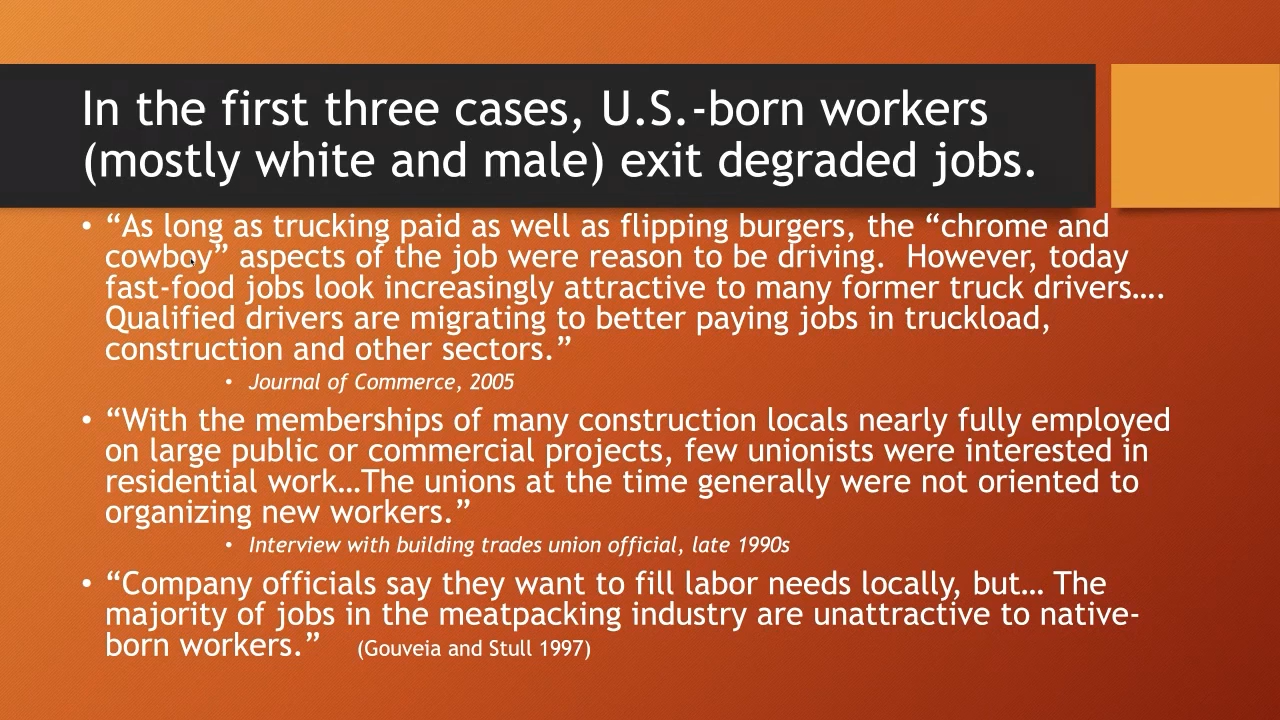 In the first three cases, U.S.-born workers
(mostly white and male) exit degraded jobs.
• “As long as trucking paid as well as flipping burgers, the “chrome and
cowboy” aspects of the job were reason to be driving.  However, today
fast-food jobs look increasingly attractive to many former truck drivers….
Qualified drivers are migrating to better paying jobs in truckload,
construction and other sectors.”
• Journal of Commerce, 2005
• “With the memberships of many construction locals nearly fully employed
on large public or commercial projects, few unionists were interested in
residential work…The unions at the time generally were not oriented to
organizing new workers.”
• Interview with building trades union official, late 1990s
• “Company officials say they want to fill labor needs locally, but… The
majority of jobs in the meatpacking industry are unattractive to native-
born workers.” (Gouveia and Stull 1997)